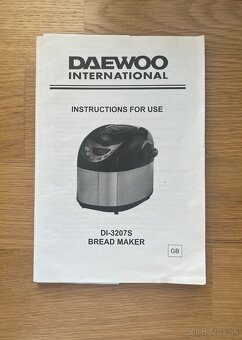 DAEWOO
INTERNATIONAL
INSTRUCTIONS FOR USE
DI-3207S
BREAD MAKER
GB